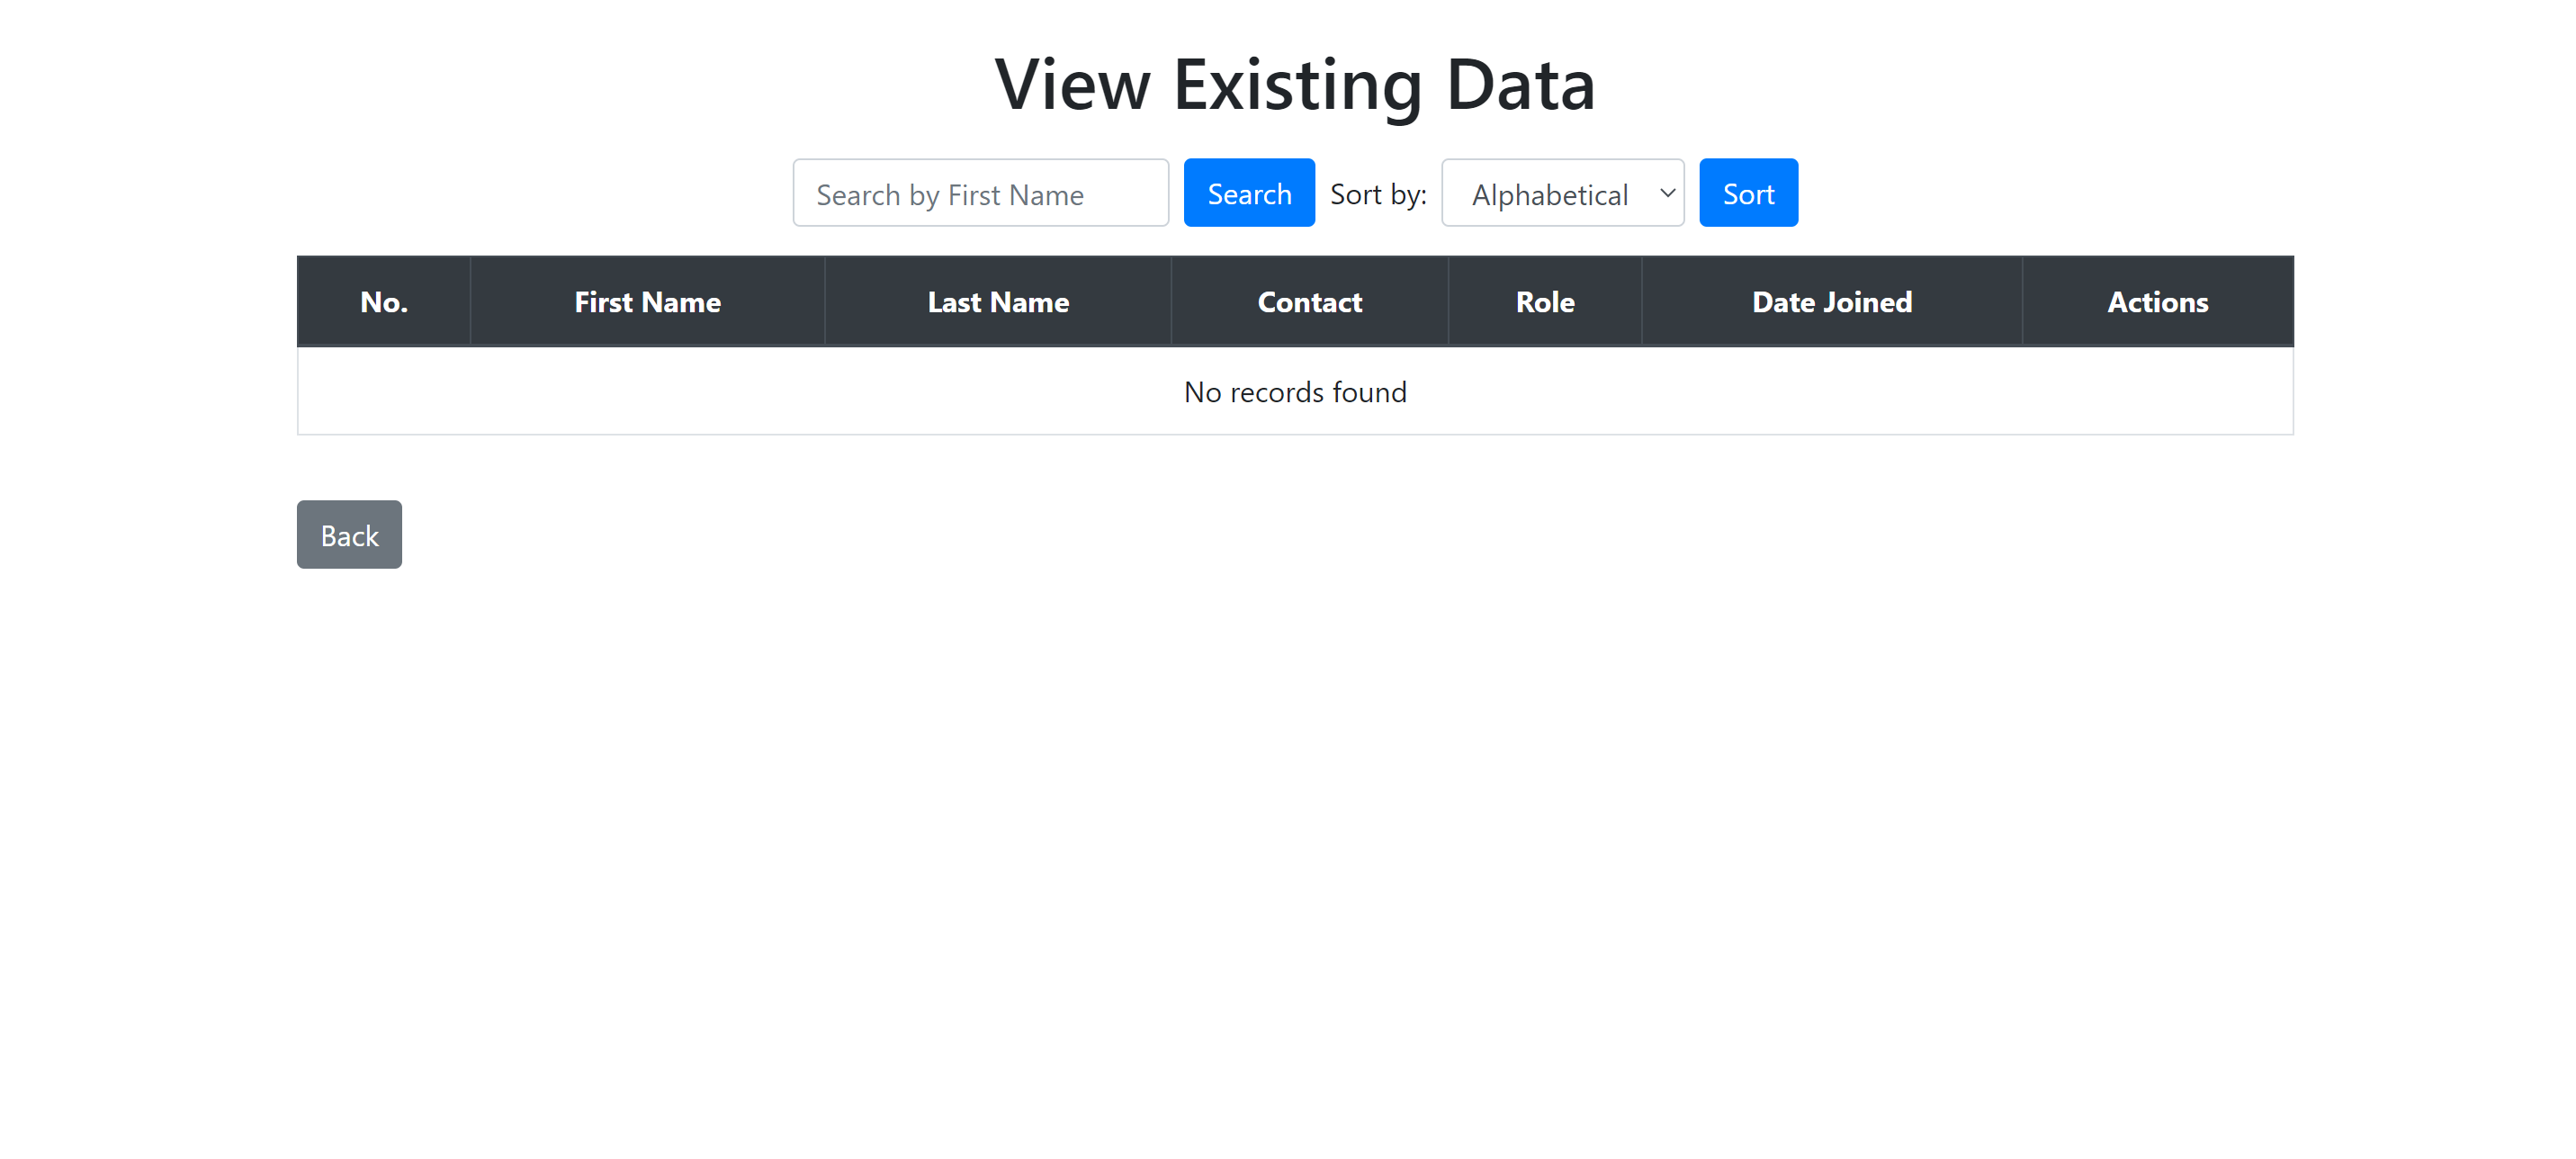 View Existing Data
Search by First Name Search Sort by: Alphabetical Sort
No. First Name Last Name Contact Role Date Joined Actions
No records found
Back